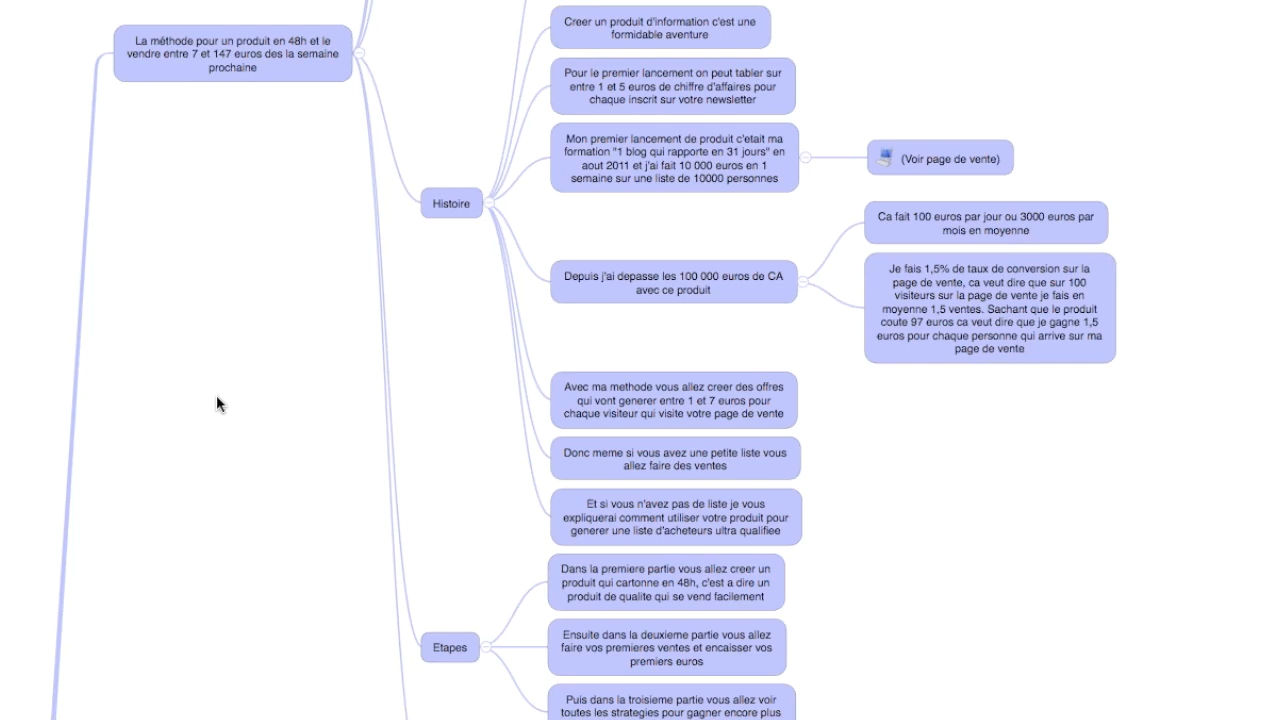 La méthode pour un produit en 48h et le
vendre entre 7 et 147 euros des la semaine
prochaine
Histoire
Creer un produit d'information c'est une
formidable aventure
Pour le premier lancement on peut tabler sur
entre 1 et 5 euros de chiffre d'affaires pour
chaque inscrit sur votre newsletter
Mon premier lancement de produit c'etait ma
formation "1 blog qui rapporte en 31 jours" en
aout 2011 et j'ai fait 10 000 euros en 1
semaine sur une liste de 10000 personnes
(Voir page de vente)
Depuis j'ai depasse les 100 000 euros de CA
avec ce produit
Ca fait 100 euros par jour ou 3000 euros par
mois en moyenne
Je fais 1,5% de taux de conversion sur la
page de vente, ca veut dire que sur 100
visiteurs sur la page de vente je fais en
moyenne 1,5 ventes. Sachant que le produit
coute 97 euros ca veut dire que je gagne 1,5
euros pour chaque personne qui arrive sur ma
page de vente
Avec ma methode vous allez creer des offres
qui vont generer entre 1 et 7 euros pour
chaque visiteur qui visite votre page de vente
Donc meme si vous avez une petite liste vous
allez faire des ventes
Et si vous n'avez pas de liste je vous
expliquerai comment utiliser votre produit pour
generer une liste d'acheteurs ultra qualifiee
Etapes
Dans la premiere partie vous allez creer un
produit qui cartonne en 48h, c'est a dire un
produit de qualite qui se vend facilement
Ensuite dans la deuxieme partie vous allez
faire vos premieres ventes et encaisser vos
premiers euros
Puis dans la troisieme partie vous allez voir
toutes les strategies pour gagner encore plus